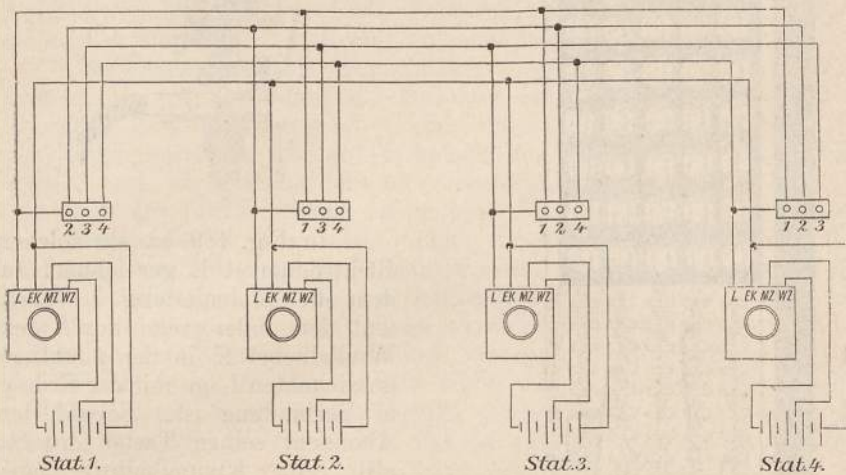 2 3 4 1 3 4 1 2 4 1 2 3
L EK MZ WZ L EK MZ WZ L EK MZ WZ L EK MZ WZ
Stat. 1. Stat. 2. Stat. 3. Stat. 4.